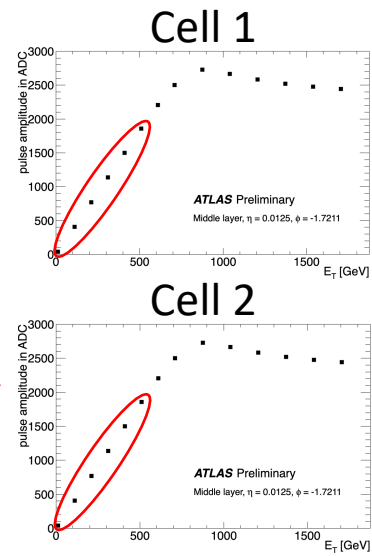 Cell 1
pulse amplitude in ADC
3000
2500
2000
1500
1000
500
0
ATLAS Preliminary
Middle layer, η = 0.0125, ϕ = -1.7211
0 500 1000 1500
E_T [GeV]
Cell 2
pulse amplitude in ADC
3000
2500
2000
1500
1000
500
0
ATLAS Preliminary
Middle layer, η = 0.0125, ϕ = -1.7211
0 500 1000 1500
E_T [GeV]